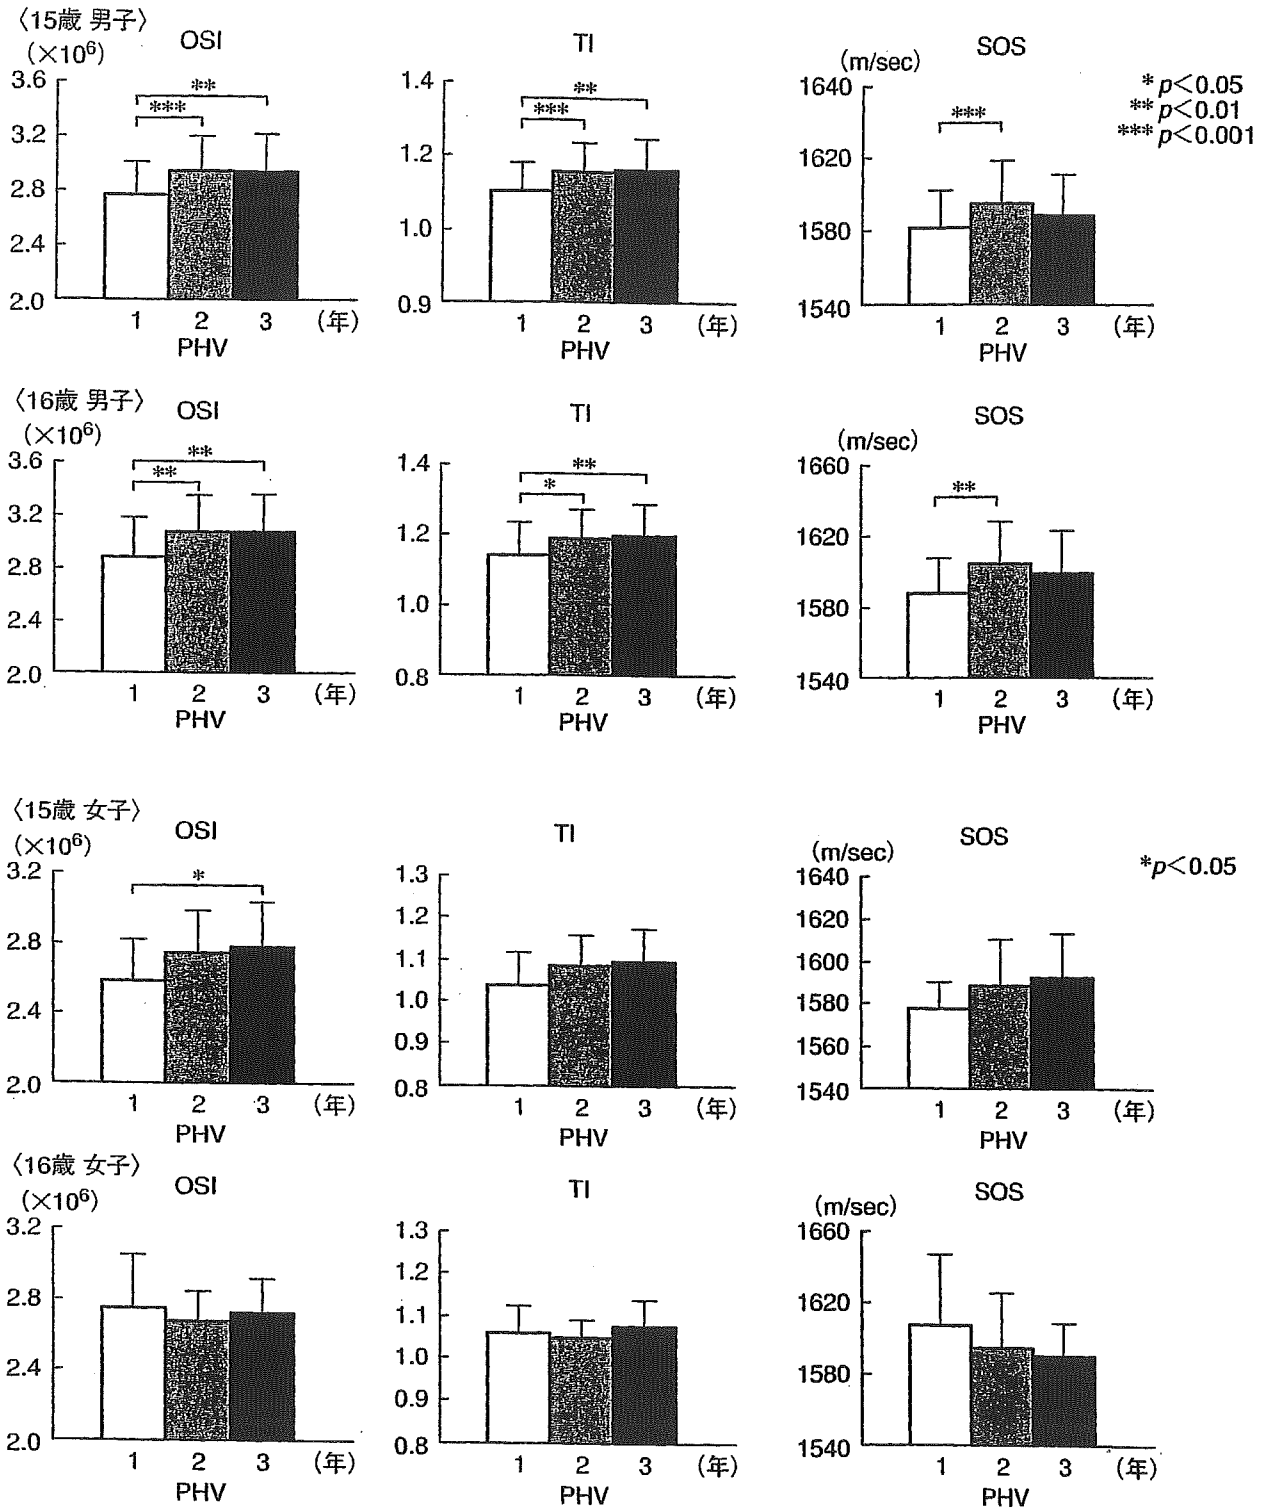 〈15歳 男子〉
(×10⁶)
OSI
3.6
3.2
2.8
2.4
2.0
**
***
1 2 3 (年)
PHV
TI
1.4
1.2
1.0
0.9
**
***
1 2 3 (年)
PHV
SOS
(m/sec)
1640
1620
1580
1540
***
1 2 3 (年)
PHV
* p<0.05
** p<0.01
*** p<0.001
〈16歳 男子〉
(×10⁶)
OSI
3.6
3.2
2.8
2.4
2.0
**
**
1 2 3 (年)
PHV
TI
1.4
1.2
1.0
0.8
**
*
1 2 3 (年)
PHV
SOS
(m/sec)
1660
1620
1580
1540
**
1 2 3 (年)
PHV
〈15歳 女子〉
(×10⁶)
OSI
3.2
2.8
2.4
2.0
*
1 2 3 (年)
PHV
TI
1.3
1.2
1.1
1.0
0.9
0.8
1 2 3 (年)
PHV
SOS
(m/sec)
1640
1620
1600
1580
1560
1540
1 2 3 (年)
PHV
*p<0.05
〈16歳 女子〉
(×10⁶)
OSI
3.2
2.8
2.4
2.0
1 2 3 (年)
PHV
TI
1.3
1.2
1.1
1.0
0.9
0.8
1 2 3 (年)
PHV
SOS
(m/sec)
1660
1620
1580
1540
1 2 3 (年)
PHV